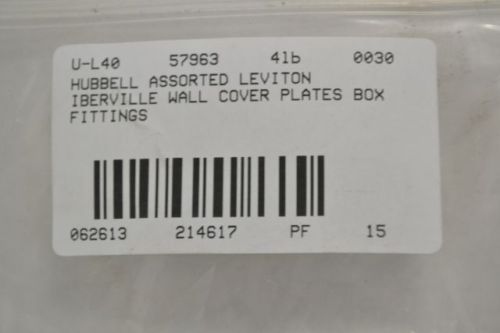 U-L40 57963 4lb 0030
HUBBELL ASSORTED LEVITON
IBERVILLE WALL COVER PLATES BOX
FITTINGS
062613 214617 PF 15